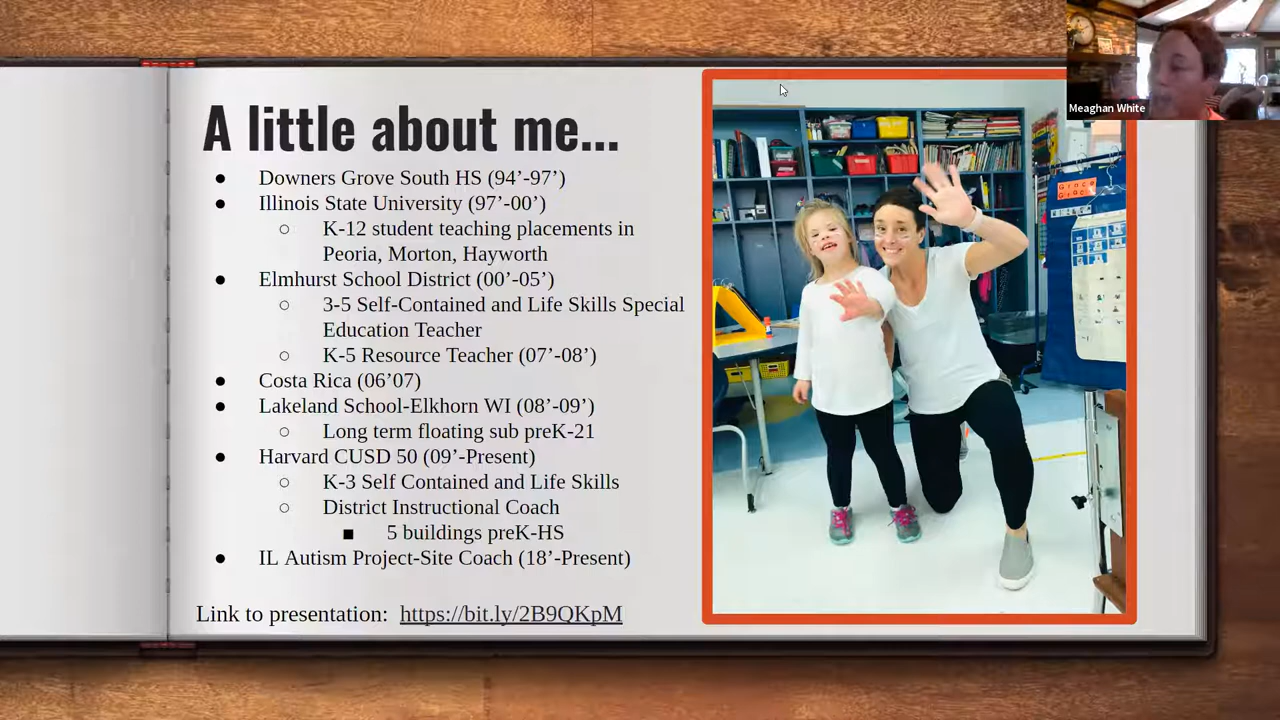 A little about me...
● Downers Grove South HS (94’-97’)
● Illinois State University (97’-00’)
○ K-12 student teaching placements in
Peoria, Morton, Hayworth
● Elmhurst School District (00’-05’)
○ 3-5 Self-Contained and Life Skills Special
Education Teacher
○ K-5 Resource Teacher (07’-08’)
● Costa Rica (06’07)
● Lakeland School-Elkhorn WI (08’-09’)
○ Long term floating sub preK-21
● Harvard CUSD 50 (09’-Present)
○ K-3 Self Contained and Life Skills
○ District Instructional Coach
■ 5 buildings preK-HS
● IL Autism Project-Site Coach (18’-Present)
Link to presentation: https://bit.ly/2B9QKpM
Meaghan White
Grace